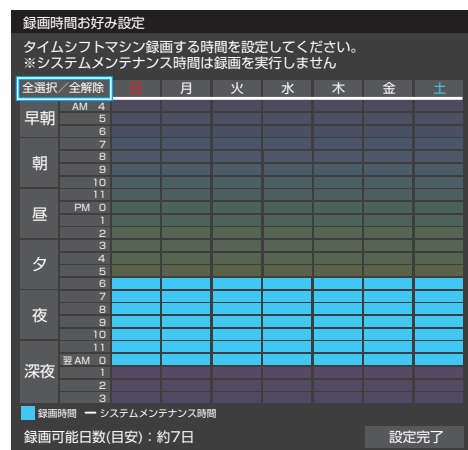 録画時間お好み設定
タイムシフトマシン録画する時間を設定してください。
※システムメンテナンス時間は録画を実行しません
全選択／全解除 日 月 火 水 木 金 土
早朝 AM 4
5
6
朝 7
8
9
10
昼 11
PM 0
1
2
夕 3
4
5
6
夜 7
8
9
10
深夜 11
翌AM 0
1
2
3
録画時間 ー システムメンテナンス時間
録画可能日数(目安)：約7日 設定完了